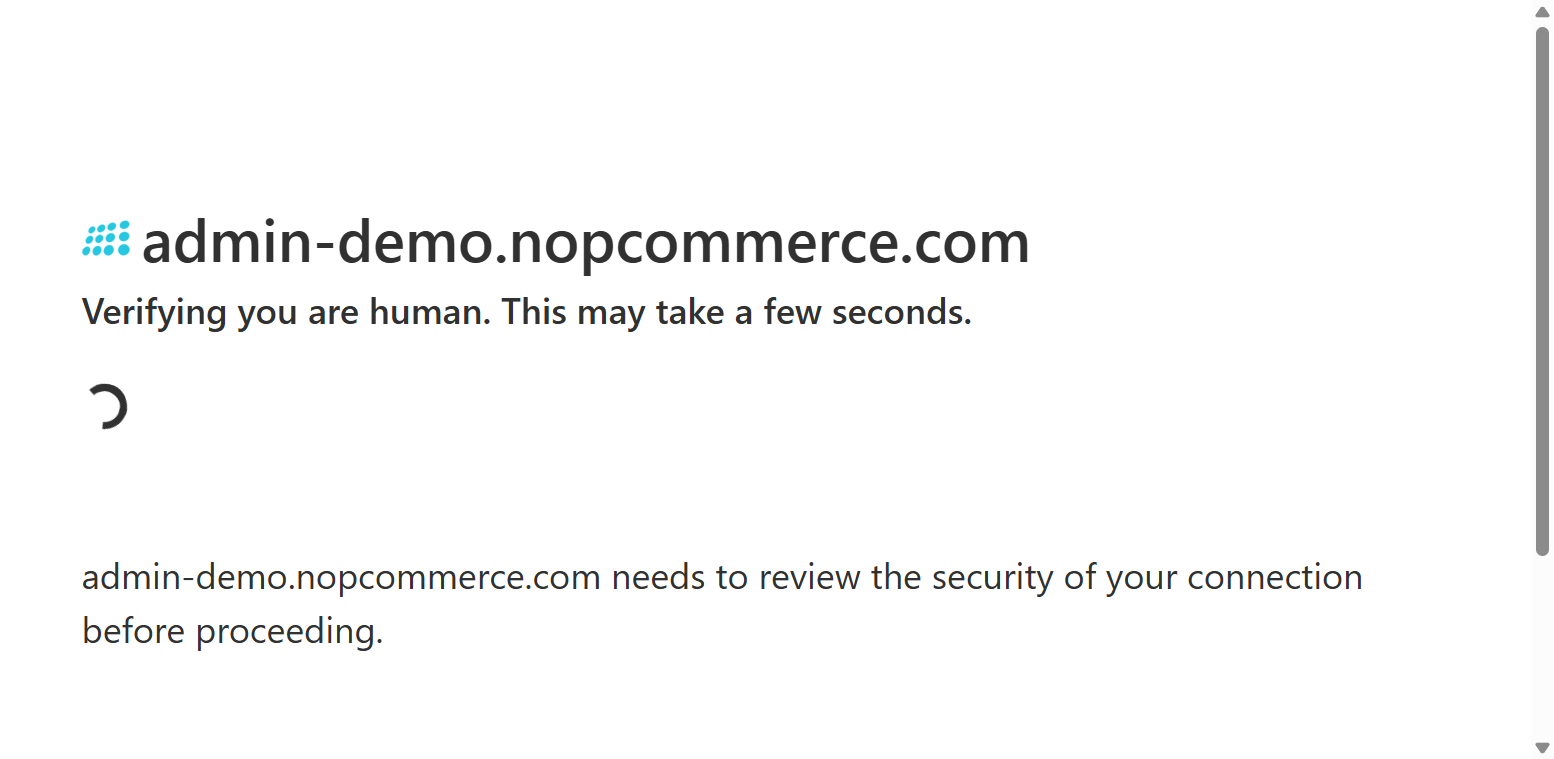 admin-demo.nopcommerce.com
Verifying you are human. This may take a few seconds.
admin-demo.nopcommerce.com needs to review the security of your connection
before proceeding.